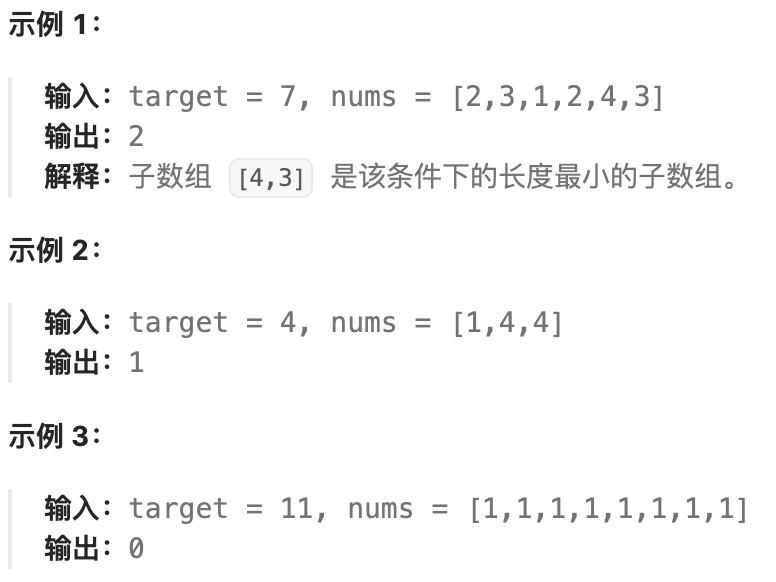 示例 1：
输入：target = 7, nums = [2,3,1,2,4,3]
输出：2
解释：子数组 [4,3] 是该条件下的长度最小的子数组。
示例 2：
输入：target = 4, nums = [1,4,4]
输出：1
示例 3：
输入：target = 11, nums = [1,1,1,1,1,1,1,1]
输出：0